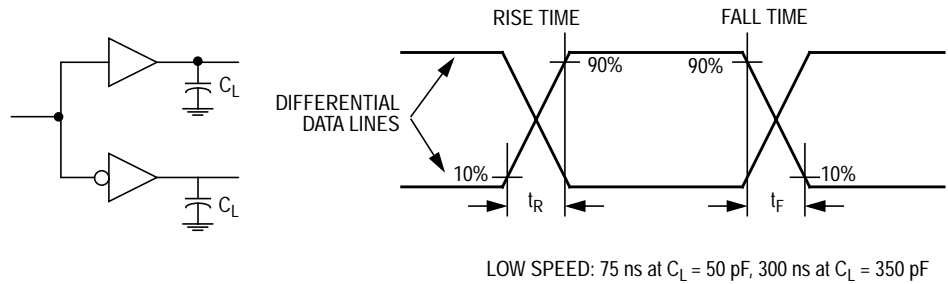 RISE TIME
FALL TIME
C_L
90%
90%
DIFFERENTIAL
DATA LINES
10%
10%
C_L
t_R
t_F
LOW SPEED: 75 ns at C_L = 50 pF, 300 ns at C_L = 350 pF